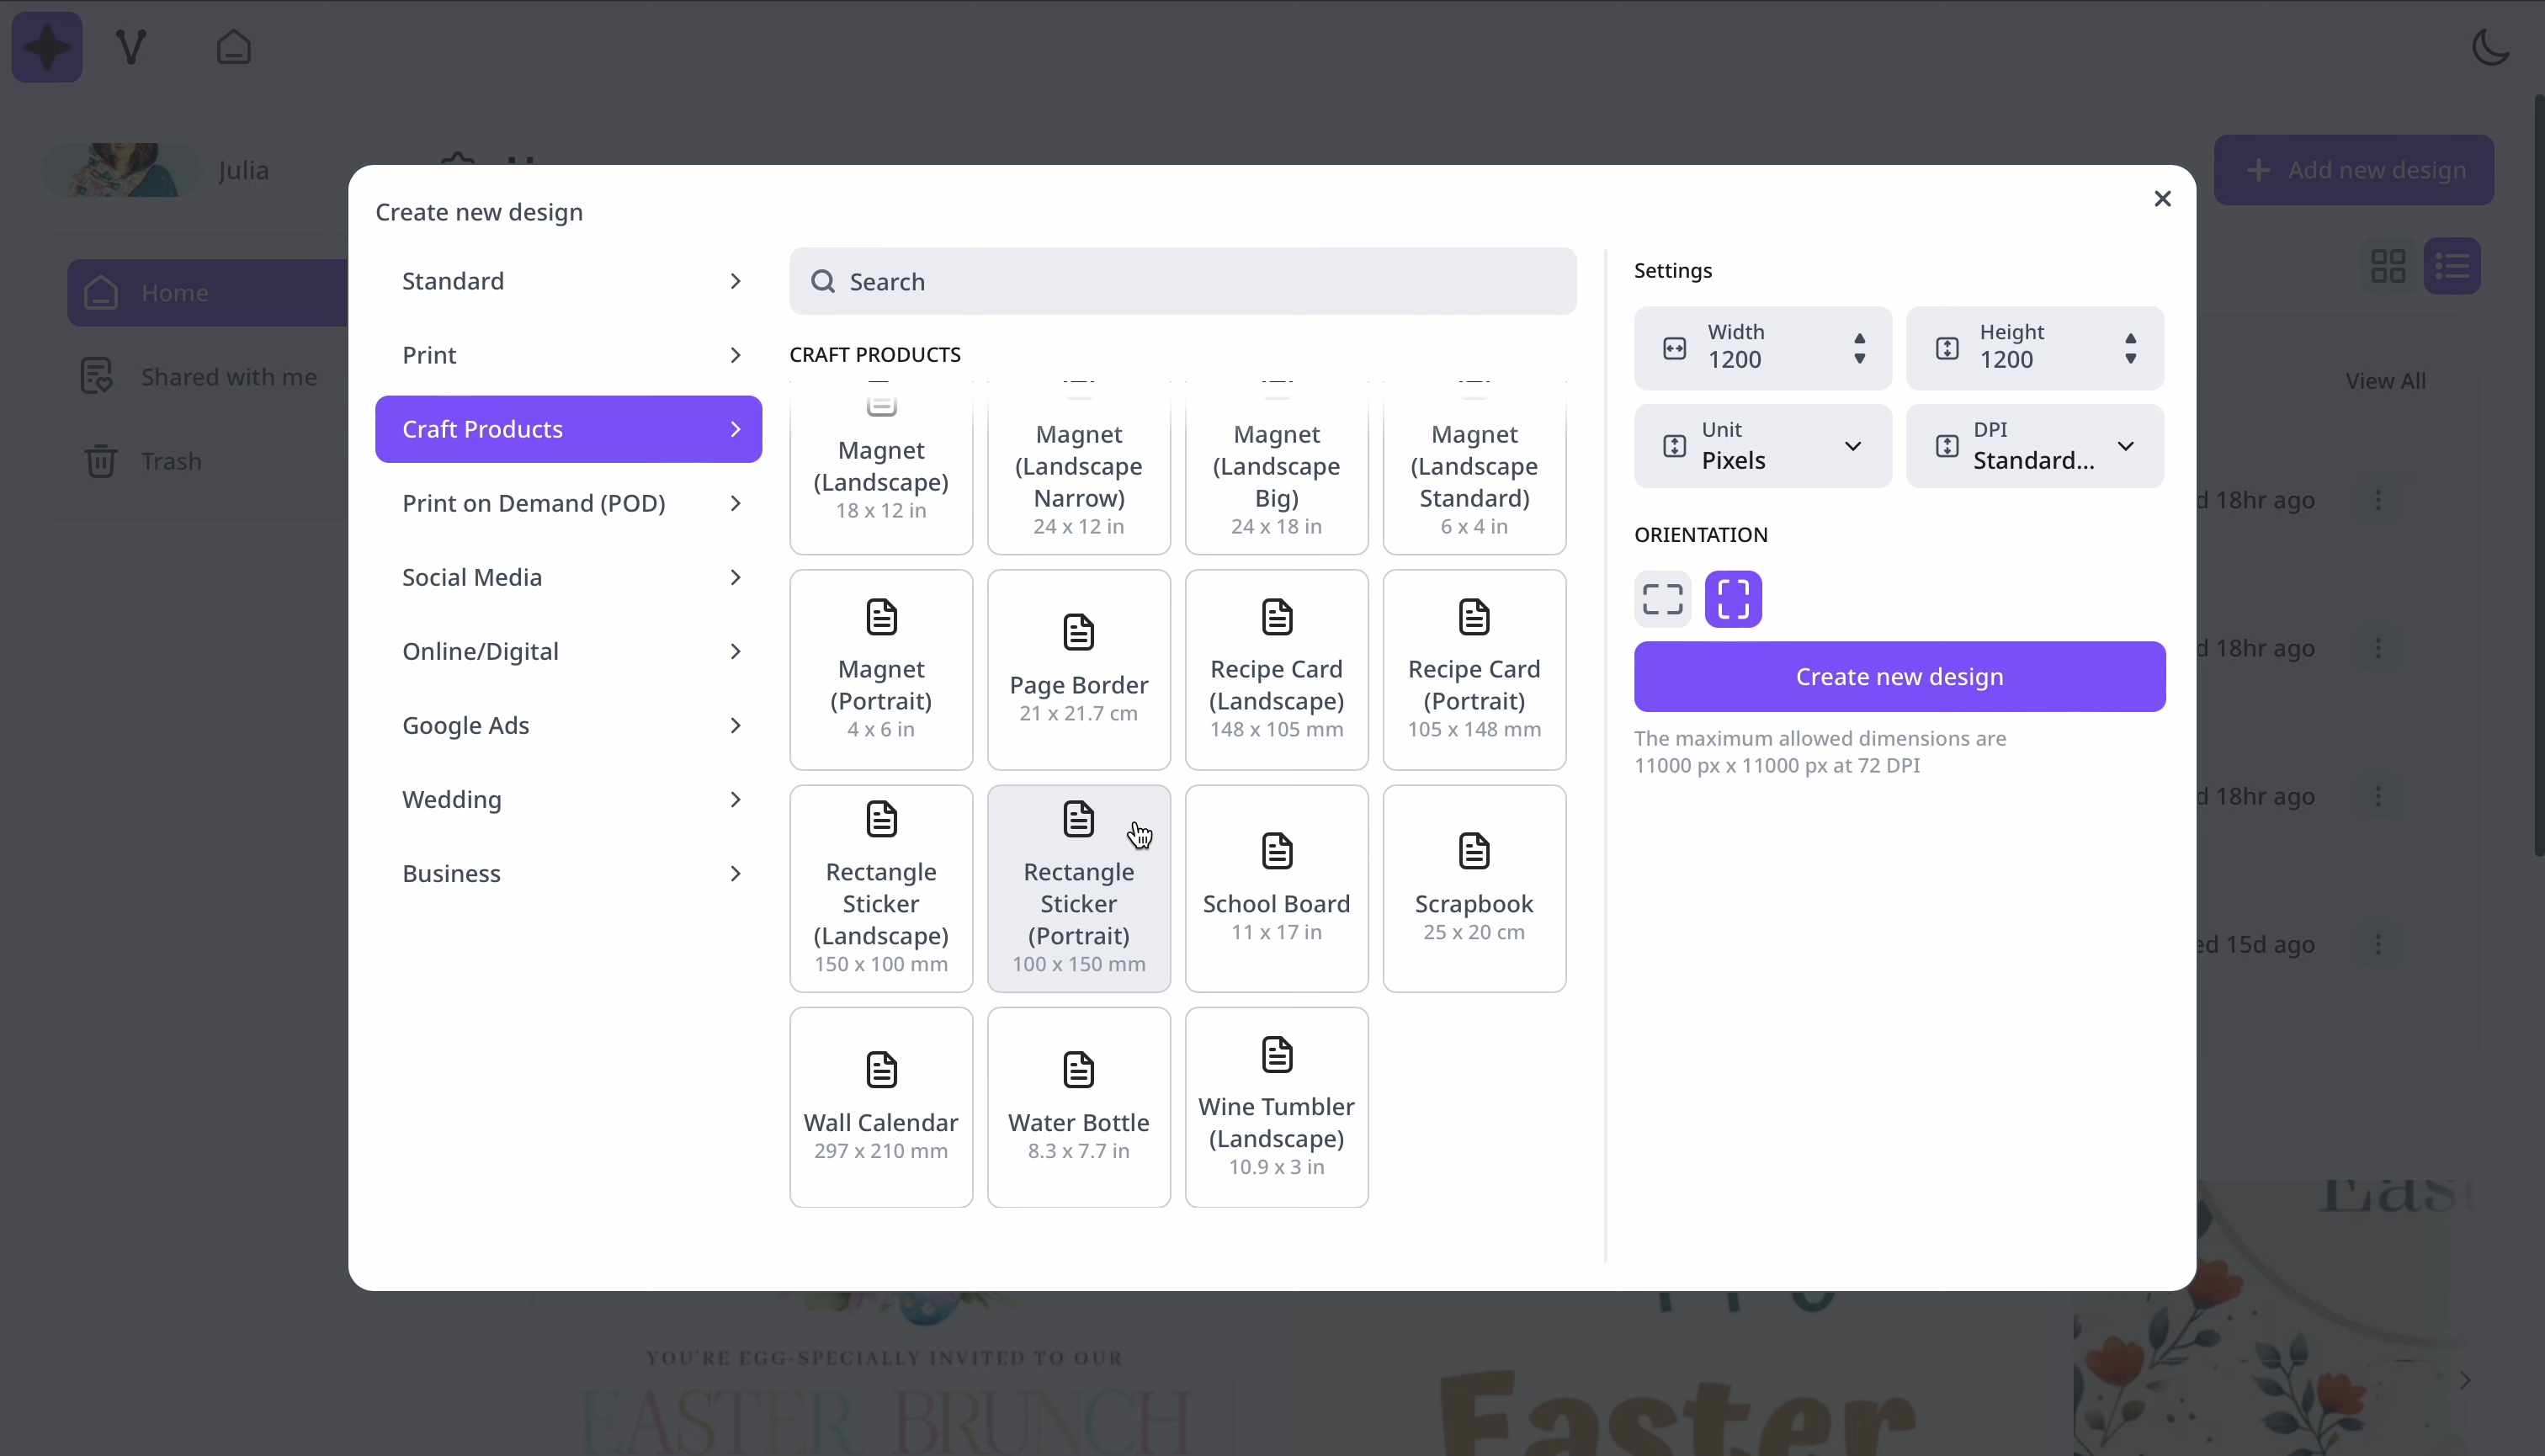 Julia
Add new design
Home
Shared with me
Trash
View All
18hr ago
18hr ago
18hr ago
15d ago
Create new design
Standard
Print
Craft Products
Print on Demand (POD)
Social Media
Online/Digital
Google Ads
Wedding
Business
Search
CRAFT PRODUCTS
Magnet
(Landscape)
18 x 12 in
Magnet
(Landscape
Narrow)
24 x 12 in
Magnet
(Landscape
Big)
24 x 18 in
Magnet
(Landscape
Standard)
6 x 4 in
Magnet
(Portrait)
4 x 6 in
Page Border
21 x 21.7 cm
Recipe Card
(Landscape)
148 x 105 mm
Recipe Card
(Portrait)
105 x 148 mm
Rectangle
Sticker
(Landscape)
150 x 100 mm
Rectangle
Sticker
(Portrait)
100 x 150 mm
School Board
11 x 17 in
Scrapbook
25 x 20 cm
Wall Calendar
297 x 210 mm
Water Bottle
8.3 x 7.7 in
Wine Tumbler
(Landscape)
10.9 x 3 in
Settings
Width
1200
Height
1200
Unit
Pixels
DPI
Standard...
ORIENTATION
Create new design
The maximum allowed dimensions are
11000 px x 11000 px at 72 DPI
YOU'RE EGG-SPECIALLY INVITED TO OUR
EASTER BRUNCH
Easter